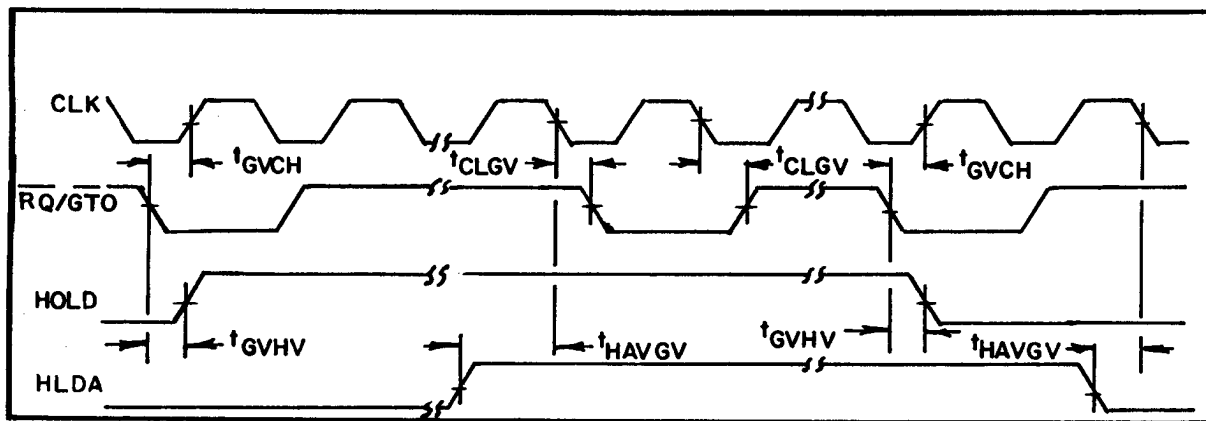 CLK
tGVCH tCLGV tCLGV tGVCH
RQ/GTO
HOLD
tGVHV tHAVGV tGVHV tHAVGV
HLDA